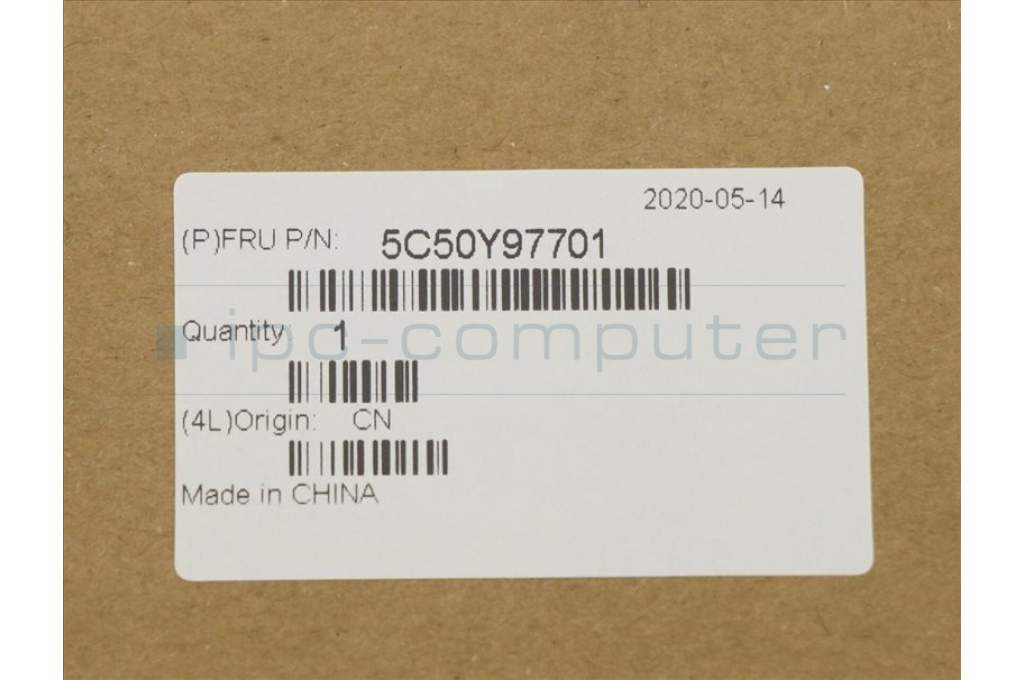 2020-05-14
(P)FRU P/N: 5C50Y97701
Quantity: 1
ipc-computer
(4L)Origin: CN
Made in CHINA